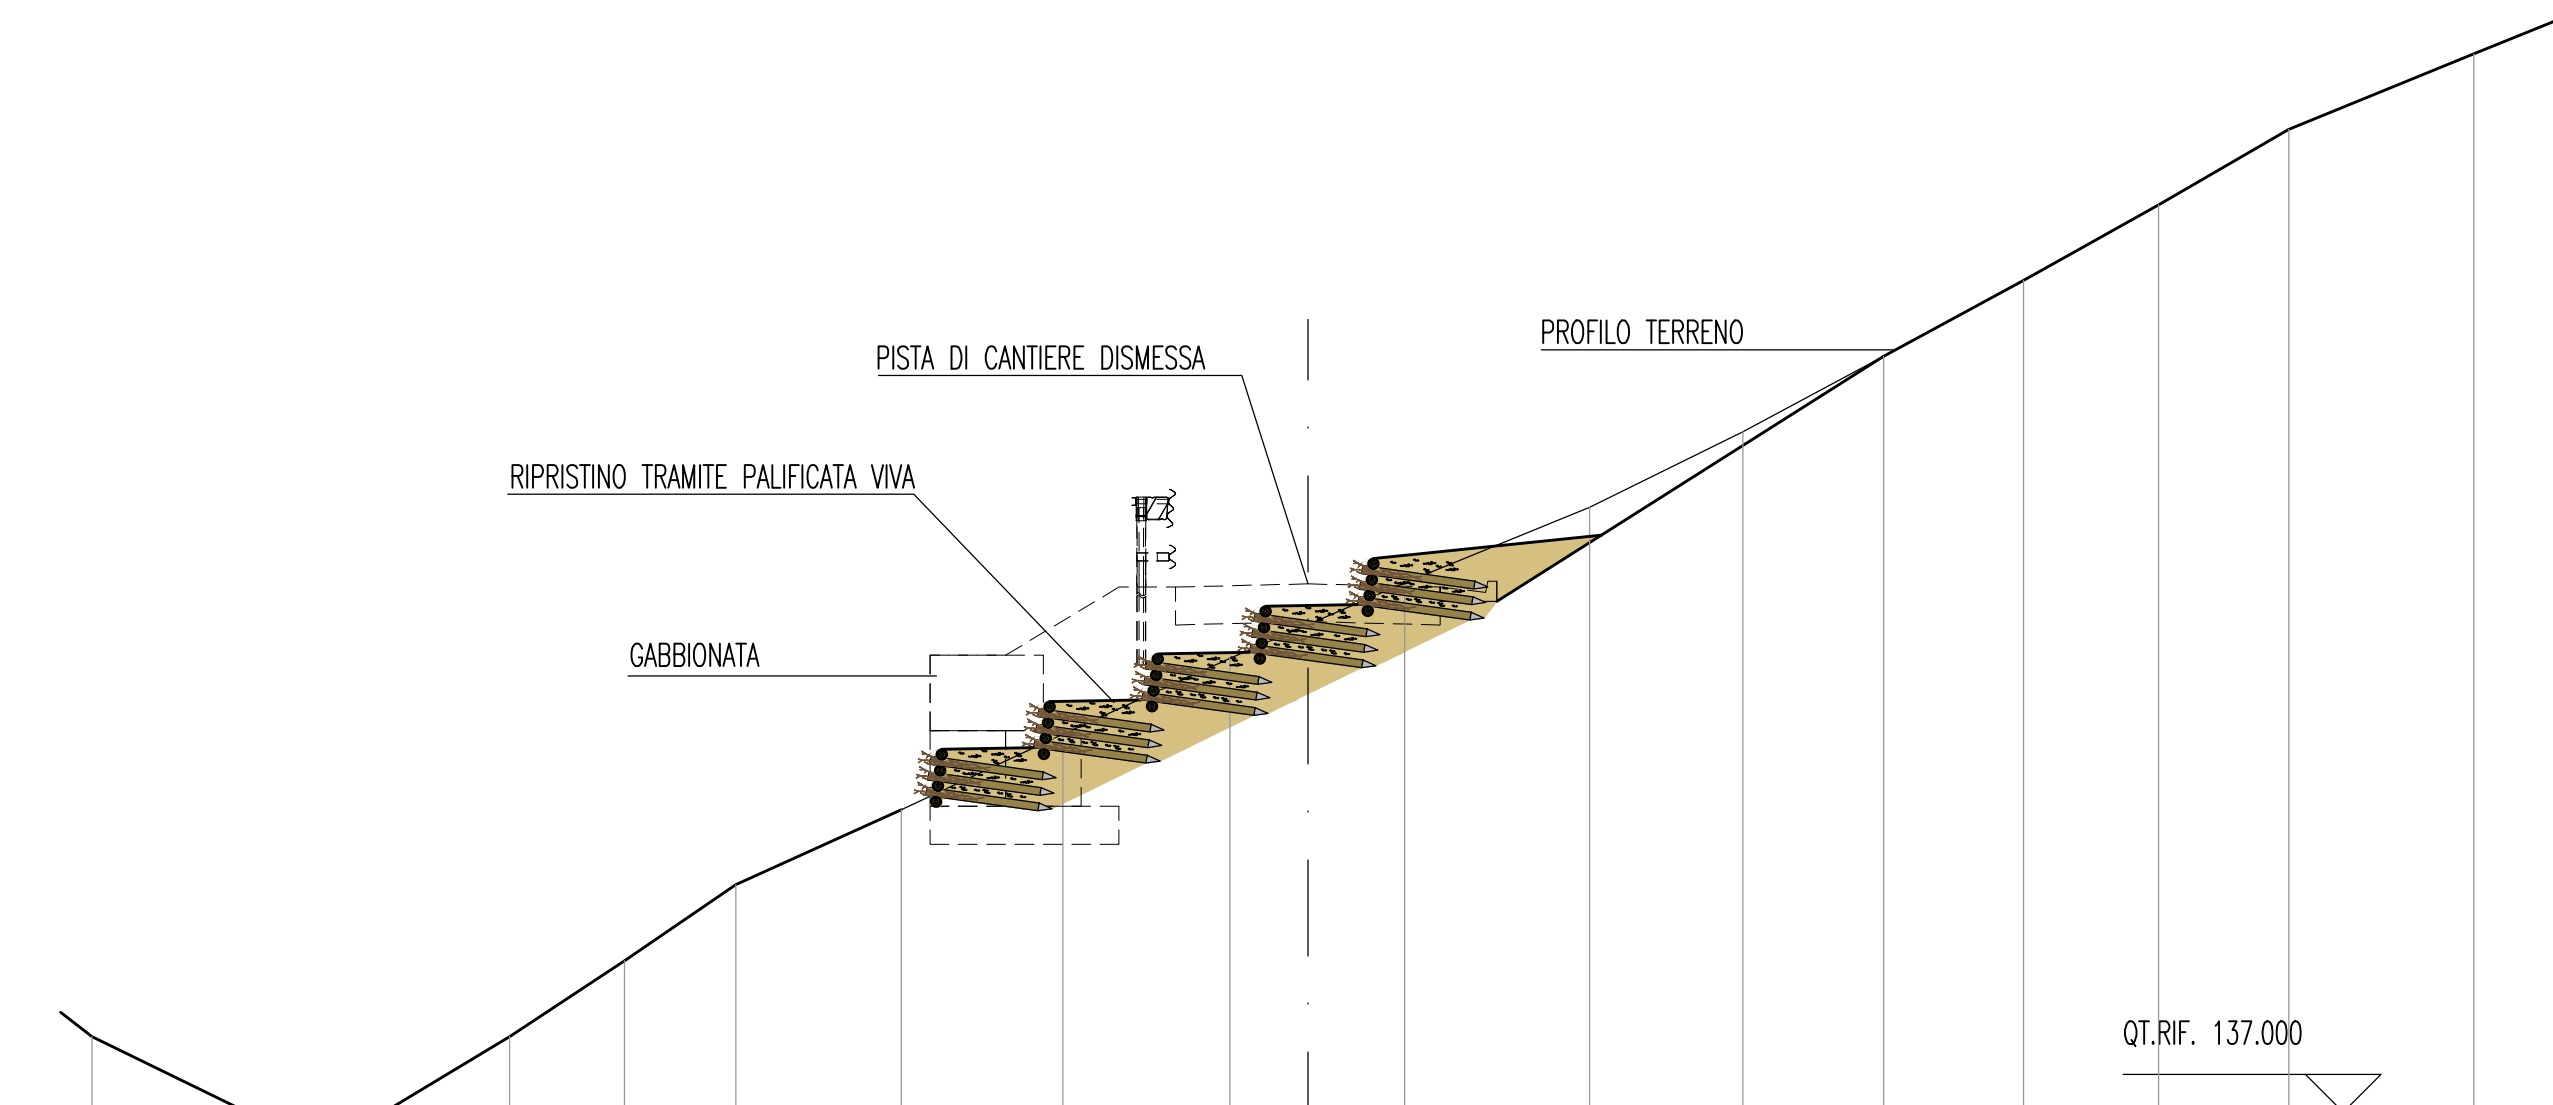 PROFILO TERRENO
PISTA DI CANTIERE DISMESSA
RIPRISTINO TRAMITE PALIFICATA VIVA
GABBIONATA
QT.RIF. 137.000